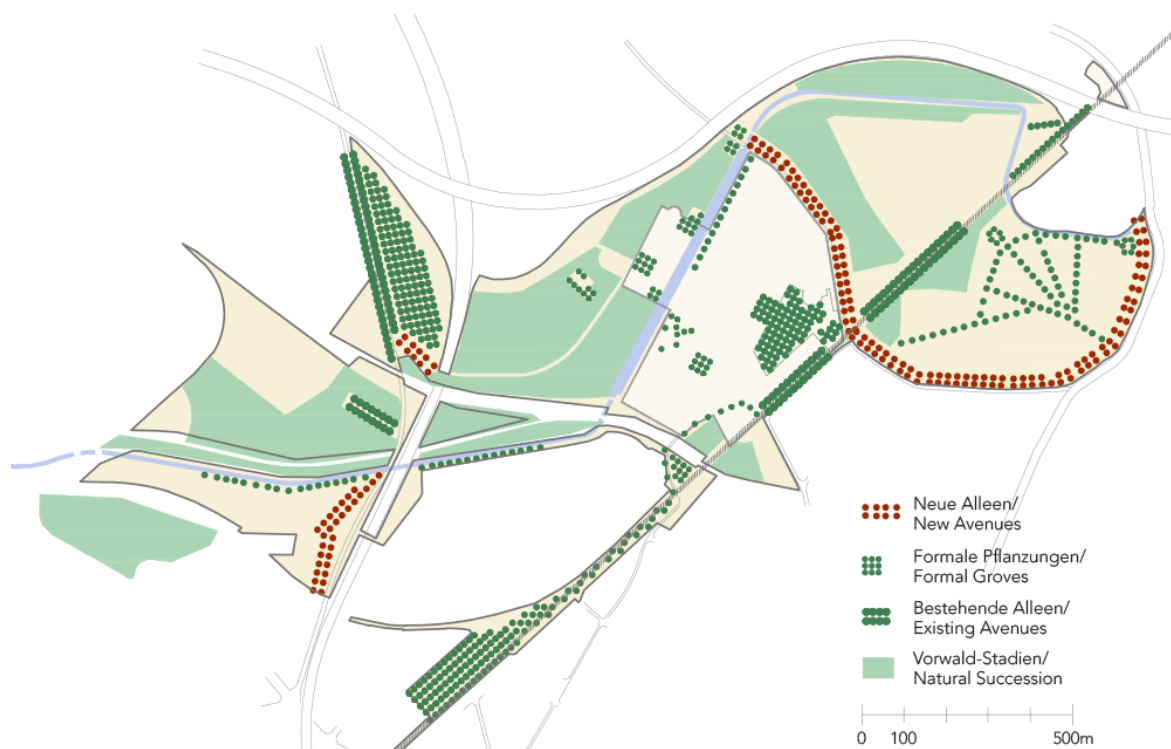 Neue Alleen/
New Avenues
Formale Pflanzungen/
Formal Groves
Bestehende Alleen/
Existing Avenues
Vorwald-Stadien/
Natural Succession
0 100 500m